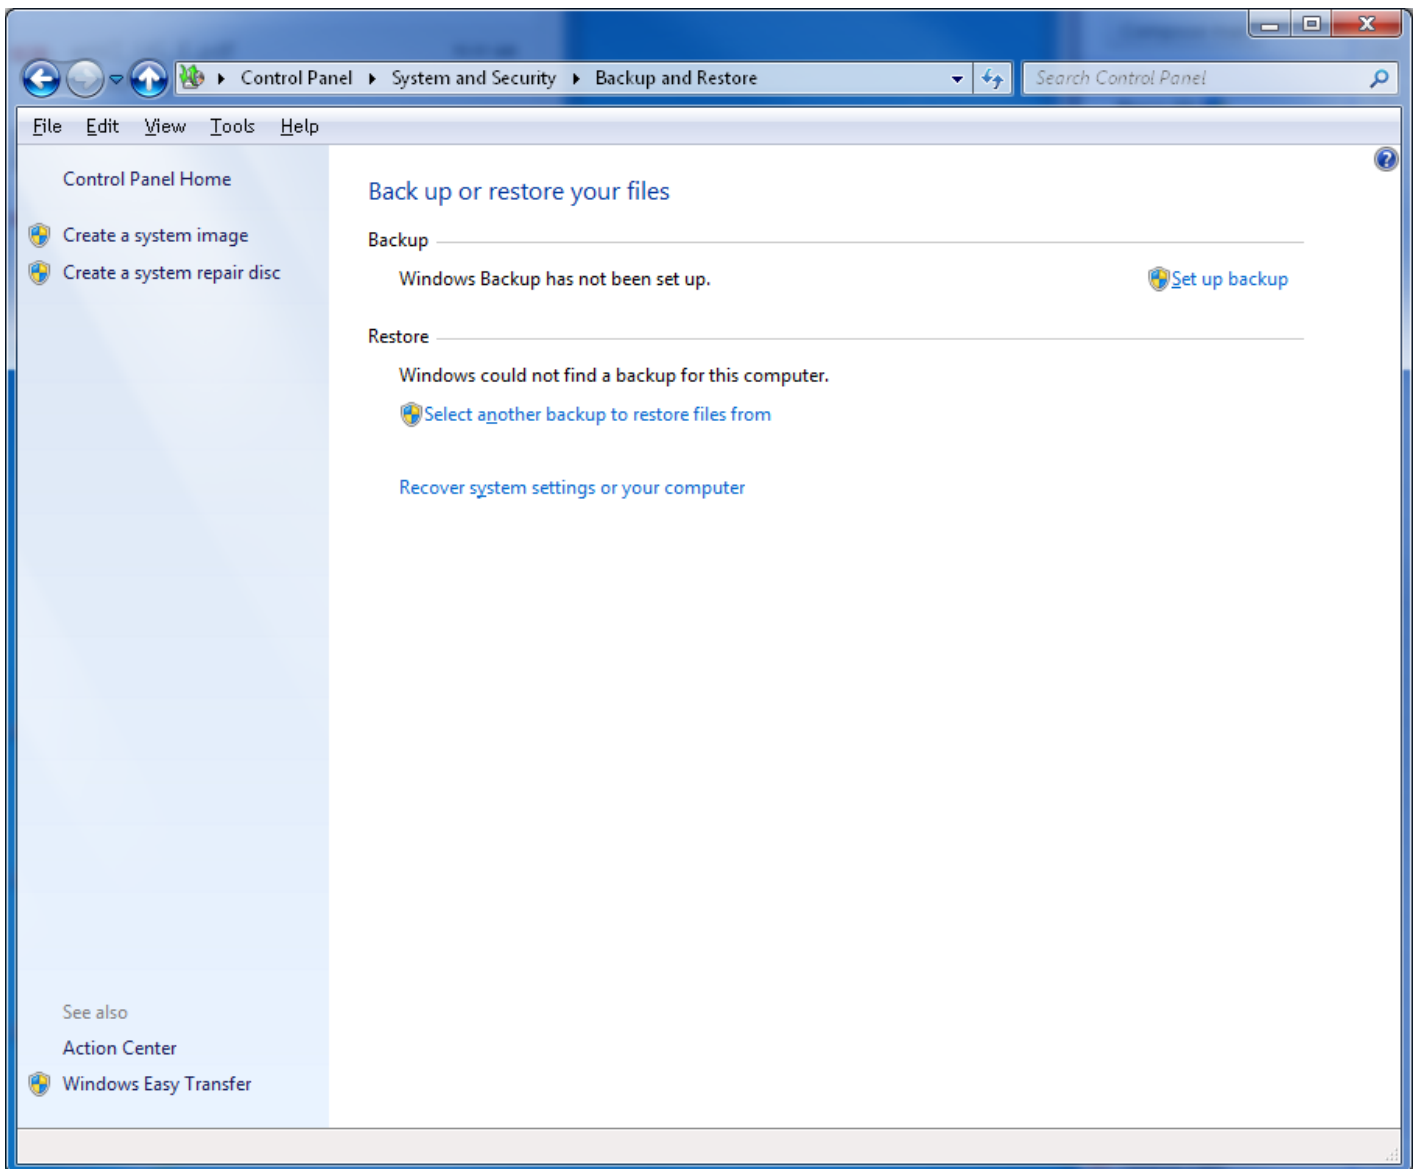 Control Panel ▸ System and Security ▸ Backup and Restore
Search Control Panel
File Edit View Tools Help
Control Panel Home
Create a system image
Create a system repair disc
Back up or restore your files
Backup
Windows Backup has not been set up.
Set up backup
Restore
Windows could not find a backup for this computer.
Select another backup to restore files from
Recover system settings or your computer
See also
Action Center
Windows Easy Transfer